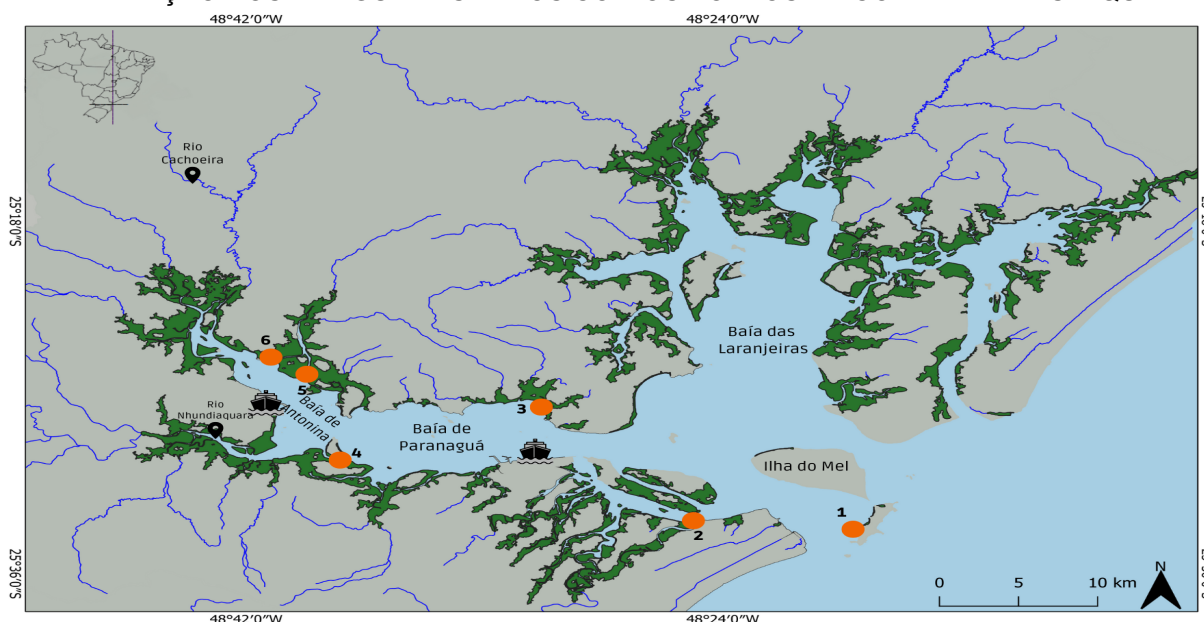 48°42'0"W
48°24'0"W
Rio
Cachoeira
25°18'0"S
Baía das
Laranjeiras
6
5
Rio
Nhundiaquara
Baía de
Antonina
3
Baía de
Paranaguá
4
Ilha do Mel
1
2
25°36'0"S
N
0
5
10 km
48°42'0"W
48°24'0"W